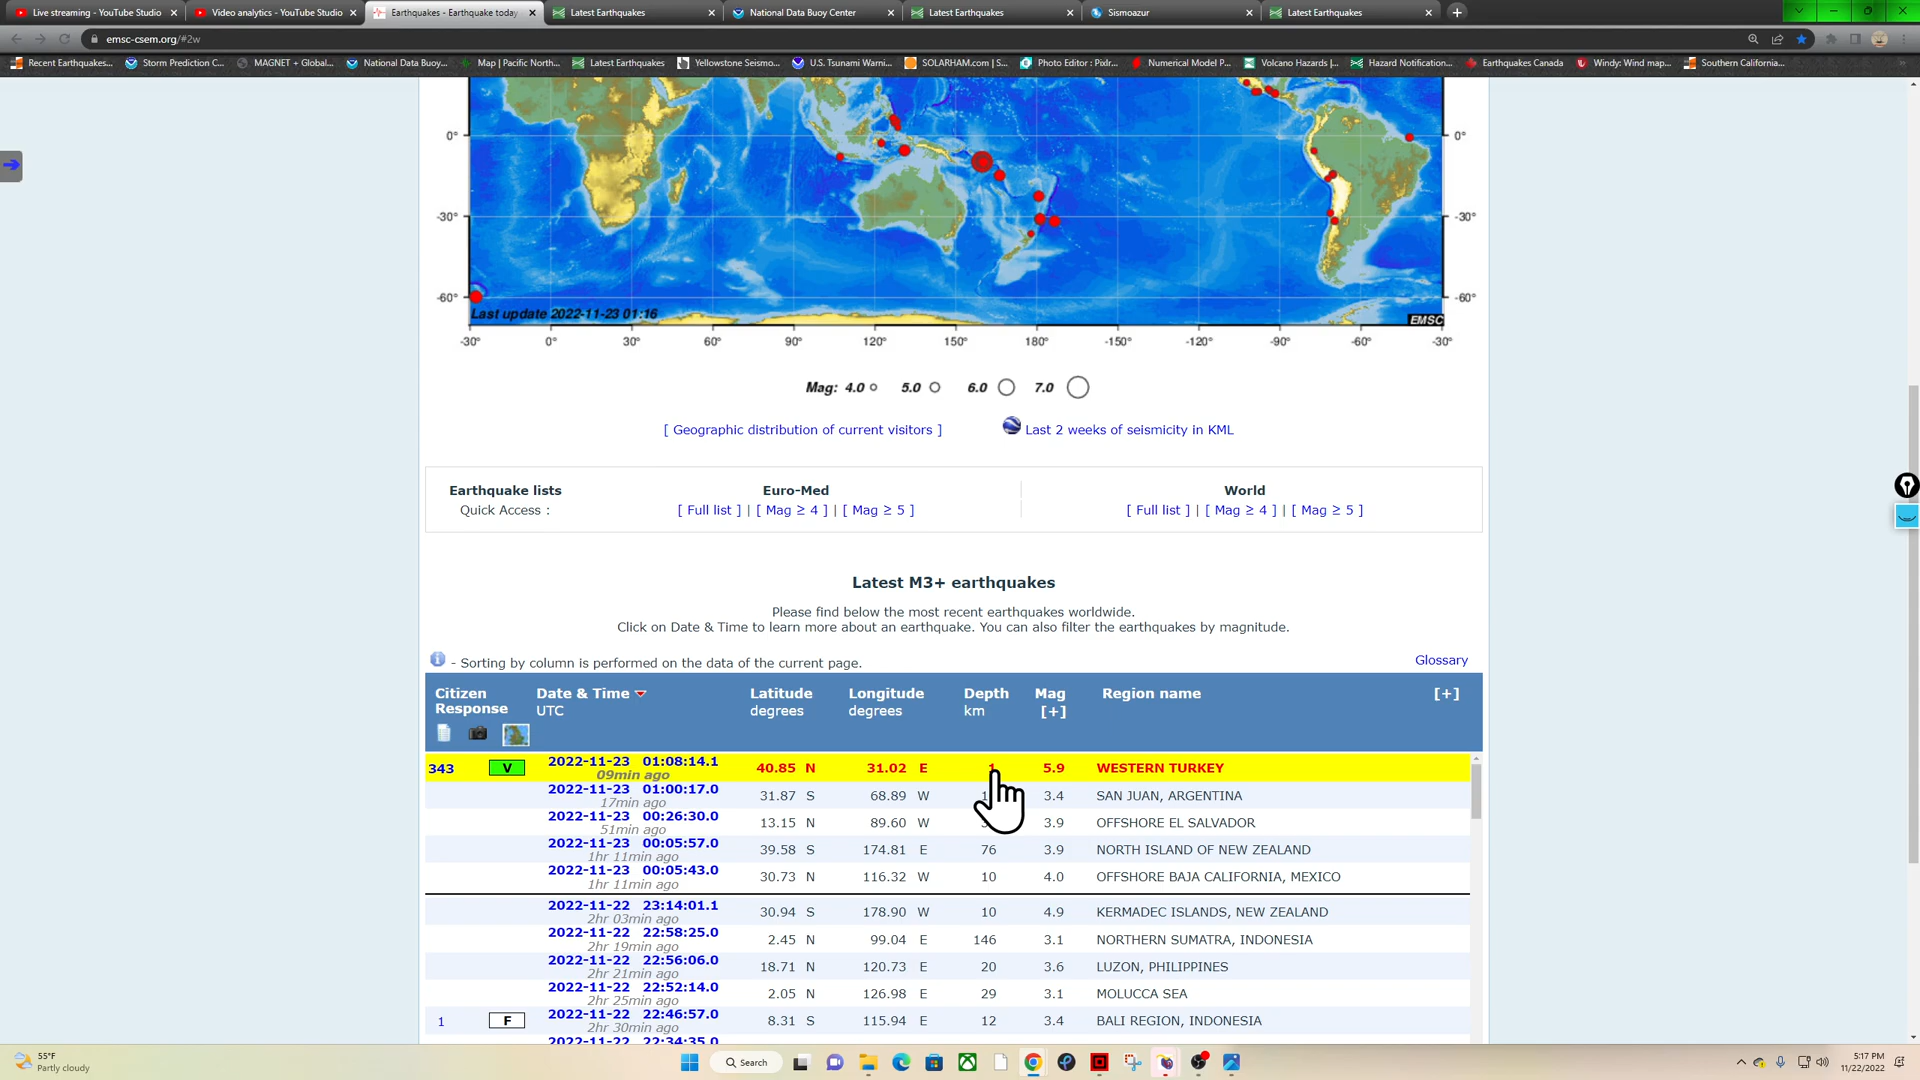 Live streaming - YouTube Studio
Video analytics - YouTube Studio
Earthquakes - Earthquake today
Latest Earthquakes
National Data Buoy Center
Latest Earthquakes
Sismoazur
Latest Earthquakes
emsc-csem.org/#2w
Recent Earthquakes...
Storm Prediction C...
MAGNET + Global...
National Data Buoy...
Map | Pacific North...
Latest Earthquakes
Yellowstone Seismo...
U.S. Tsunami Warni...
SOLARHAM.com | S...
Photo Editor : Pixlr...
Numerical Model P...
Volcano Hazards |...
Hazard Notification...
Earthquakes Canada
Windy: Wind map...
Southern California...
0° 0°
-30° -30°
-60° -60°
Last update 2022-11-23 01:16
EMSC
-30° 0° 30° 60° 90° 120° 150° 180° -150° -120° -90° -60° -30°
Mag: 4.0 5.0 6.0 7.0
[ Geographic distribution of current visitors ] Last 2 weeks of seismicity in KML
Earthquake lists Euro-Med World
Quick Access : [ Full list ] | [ Mag ≥ 4 ] | [ Mag ≥ 5 ] [ Full list ] | [ Mag ≥ 4 ] | [ Mag ≥ 5 ]
Latest M3+ earthquakes
Please find below the most recent earthquakes worldwide.
Click on Date & Time to learn more about an earthquake. You can also filter the earthquakes by magnitude.
- Sorting by column is performed on the data of the current page. Glossary
Citizen Date & Time Latitude Longitude Depth Mag Region name [+]
Response UTC degrees degrees km [+]
343 V 2022-11-23 01:08:14.1 40.85 N 31.02 E 1 5.9 WESTERN TURKEY
09min ago
2022-11-23 01:00:17.0 31.87 S 68.89 W 3.4 SAN JUAN, ARGENTINA
17min ago
2022-11-23 00:26:30.0 13.15 N 89.60 W 3.9 OFFSHORE EL SALVADOR
51min ago
2022-11-23 00:05:57.0 39.58 S 174.81 E 76 3.9 NORTH ISLAND OF NEW ZEALAND
1hr 11min ago
2022-11-23 00:05:43.0 30.73 N 116.32 W 10 4.0 OFFSHORE BAJA CALIFORNIA, MEXICO
1hr 11min ago
2022-11-22 23:14:01.1 30.94 S 178.90 W 10 4.9 KERMADEC ISLANDS, NEW ZEALAND
2hr 03min ago
2022-11-22 22:58:25.0 2.45 N 99.04 E 146 3.1 NORTHERN SUMATRA, INDONESIA
2hr 19min ago
2022-11-22 22:56:06.0 18.71 N 120.73 E 20 3.6 LUZON, PHILIPPINES
2hr 21min ago
2022-11-22 22:52:14.0 2.05 N 126.98 E 29 3.1 MOLUCCA SEA
2hr 25min ago
1 F 2022-11-22 22:46:57.0 8.31 S 115.94 E 12 3.4 BALI REGION, INDONESIA
2hr 30min ago
2022-11-22 22:34:35.0
55°F
Partly cloudy
Search
5:17 PM
11/22/2022